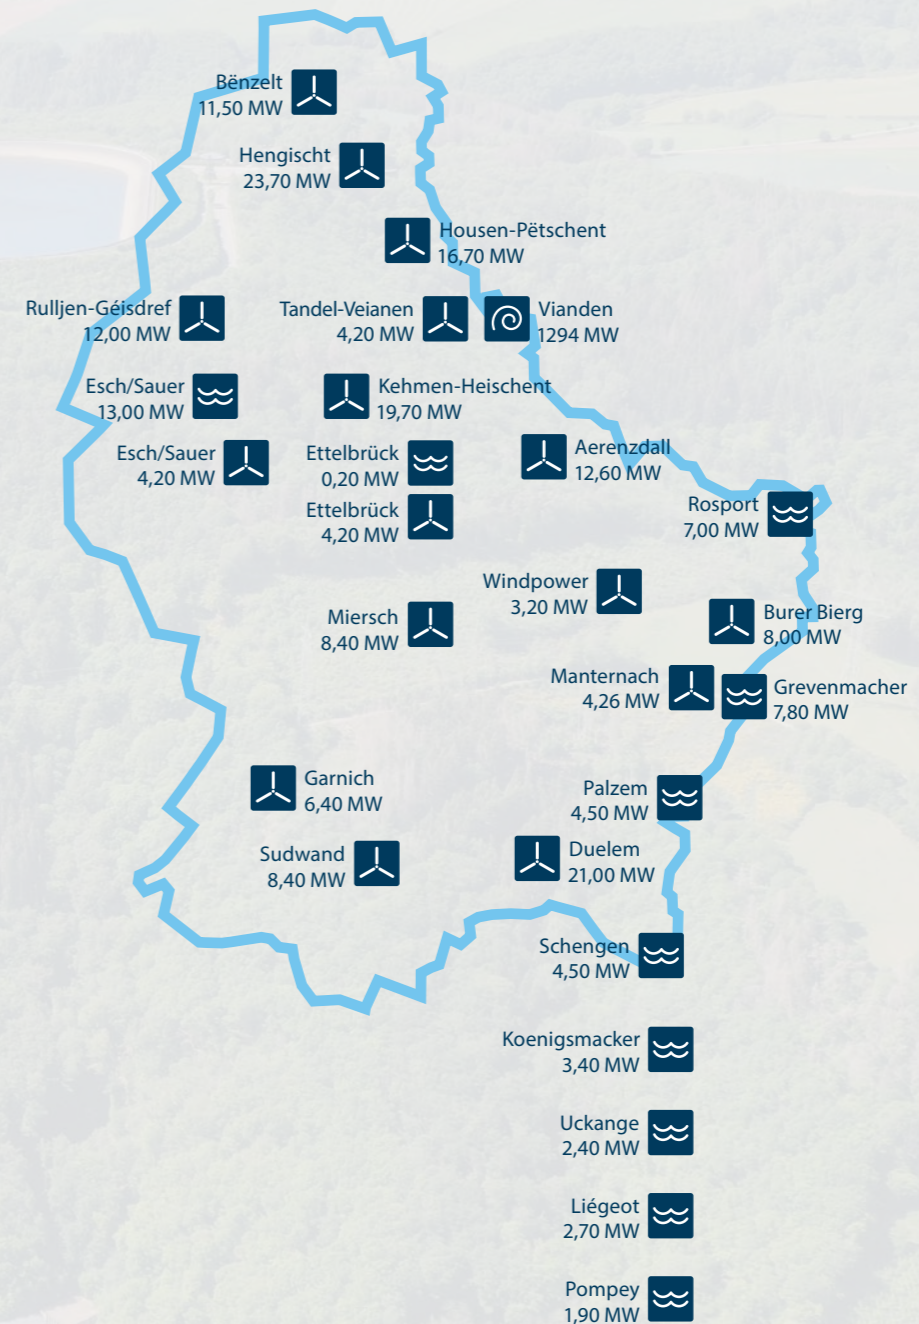 Bënzelt
11,50 MW
Hengischt
23,70 MW
Housen-Pëtschent
16,70 MW
Rulljen-Géisdref
12,00 MW
Tandel-Veianen
4,20 MW
Vianden
1294 MW
Esch/Sauer
13,00 MW
Kehmen-Heischent
19,70 MW
Esch/Sauer
4,20 MW
Ettelbrück
0,20 MW
Aerenzdall
12,60 MW
Ettelbrück
4,20 MW
Rosport
7,00 MW
Windpower
3,20 MW
Miersch
8,40 MW
Burer Bierg
8,00 MW
Manternach
4,26 MW
Grevenmacher
7,80 MW
Garnich
6,40 MW
Palzem
4,50 MW
Sudwand
8,40 MW
Duelem
21,00 MW
Schengen
4,50 MW
Koenigsmacker
3,40 MW
Uckange
2,40 MW
Liégeot
2,70 MW
Pompey
1,90 MW